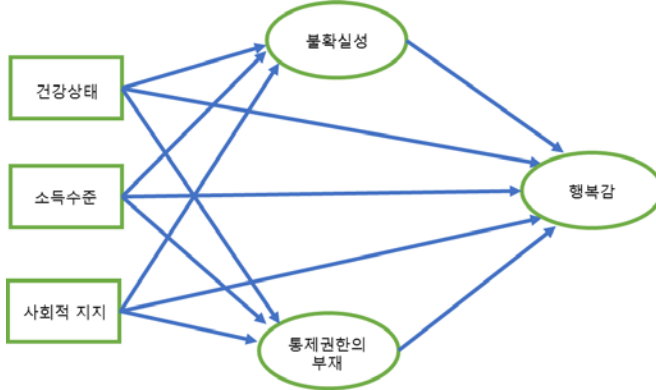 불확실성
건강상태
소득수준
행복감
사회적 지지
통제권한의
부재